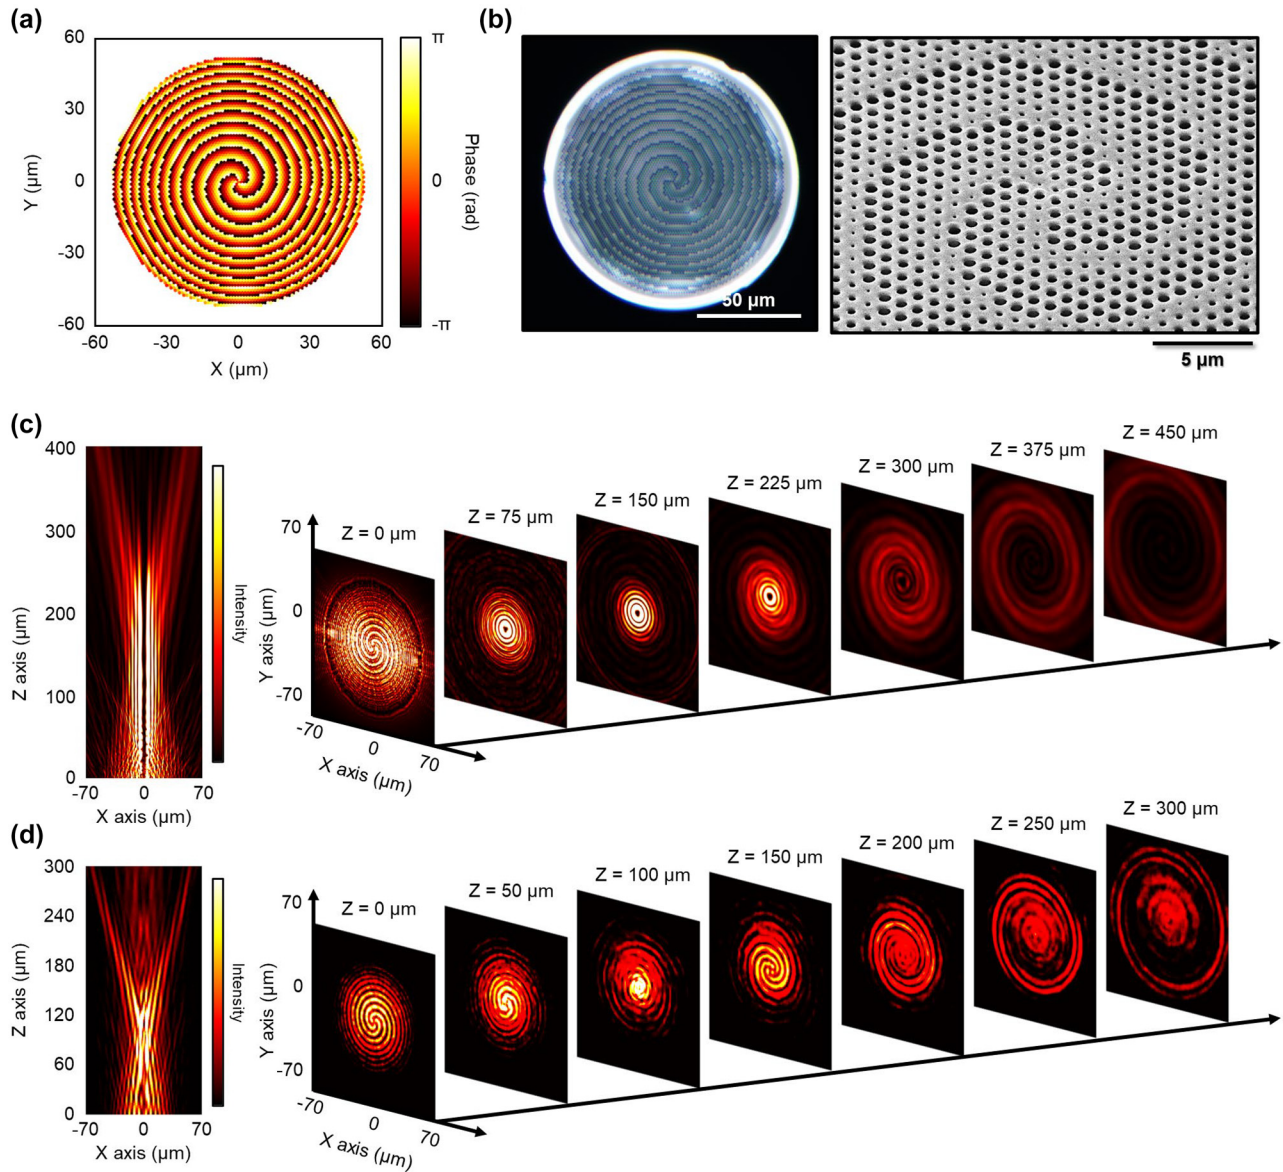 (a)
60
30
0
-30
-60
Y (μm)
-60 -30 0 30 60
X (μm)
π
0
-π
Phase (rad)
(b)
50 μm
5 μm
(c)
400
300
200
100
0
Z axis (μm)
-70 0 70
X axis (μm)
Intensity
70
0
-70
Y axis (μm)
-70 0 70
X axis (μm)
Z = 0 μm
Z = 75 μm
Z = 150 μm
Z = 225 μm
Z = 300 μm
Z = 375 μm
Z = 450 μm
(d)
300
240
180
120
60
0
Z axis (μm)
-70 0 70
X axis (μm)
Intensity
70
0
-70
Y axis (μm)
-70 0 70
X axis (μm)
Z = 0 μm
Z = 50 μm
Z = 100 μm
Z = 150 μm
Z = 200 μm
Z = 250 μm
Z = 300 μm